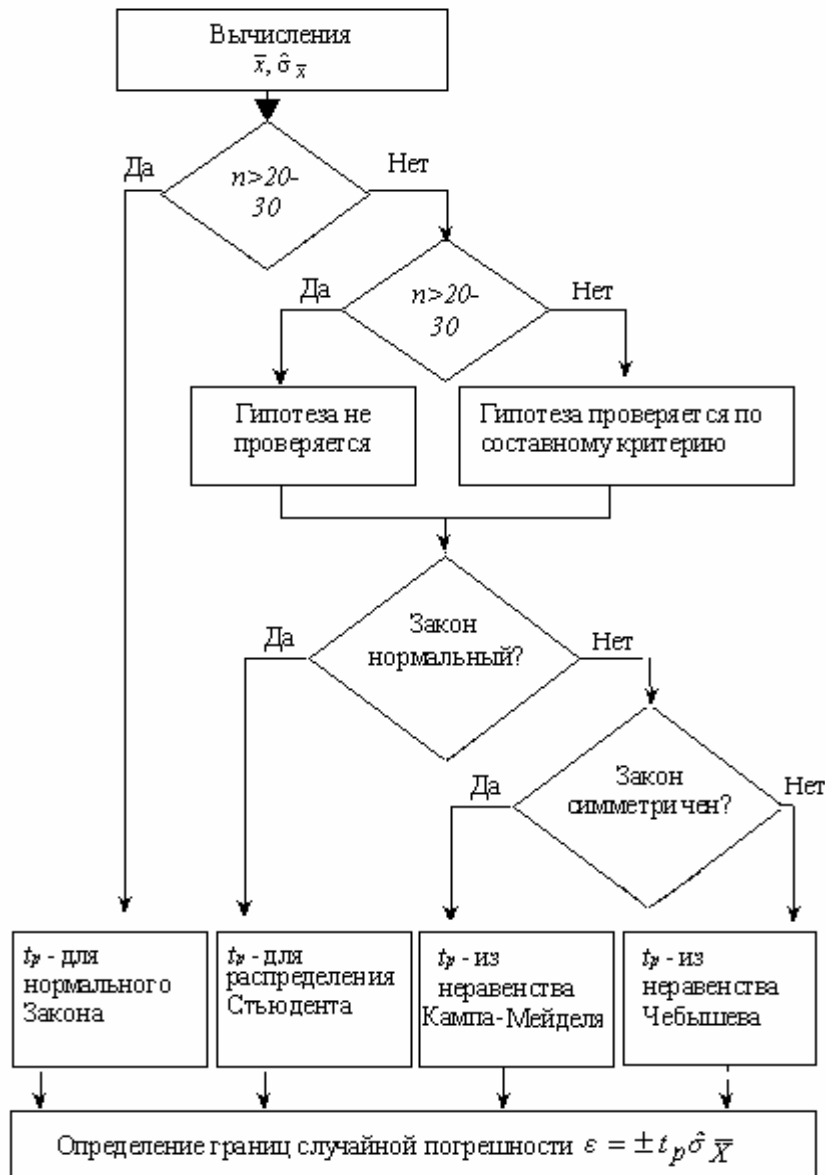 Вычисления
x̄, σ̂ x̄
Да
n>20-
30
Нет
Да
n>20-
30
Нет
Гипотеза не
проверяется
Гипотеза проверяется по
составному критерию
Да
Закон
нормальный?
Нет
Да
Закон
симметричен?
Нет
tp - для
нормального
Закона
tp - для
распределения
Стьюдента
tp - из
неравенства
Кампа-Мейделя
tp - из
неравенства
Чебышева
Определение границ случайной погрешности ε = ± t p σ̂ X̄